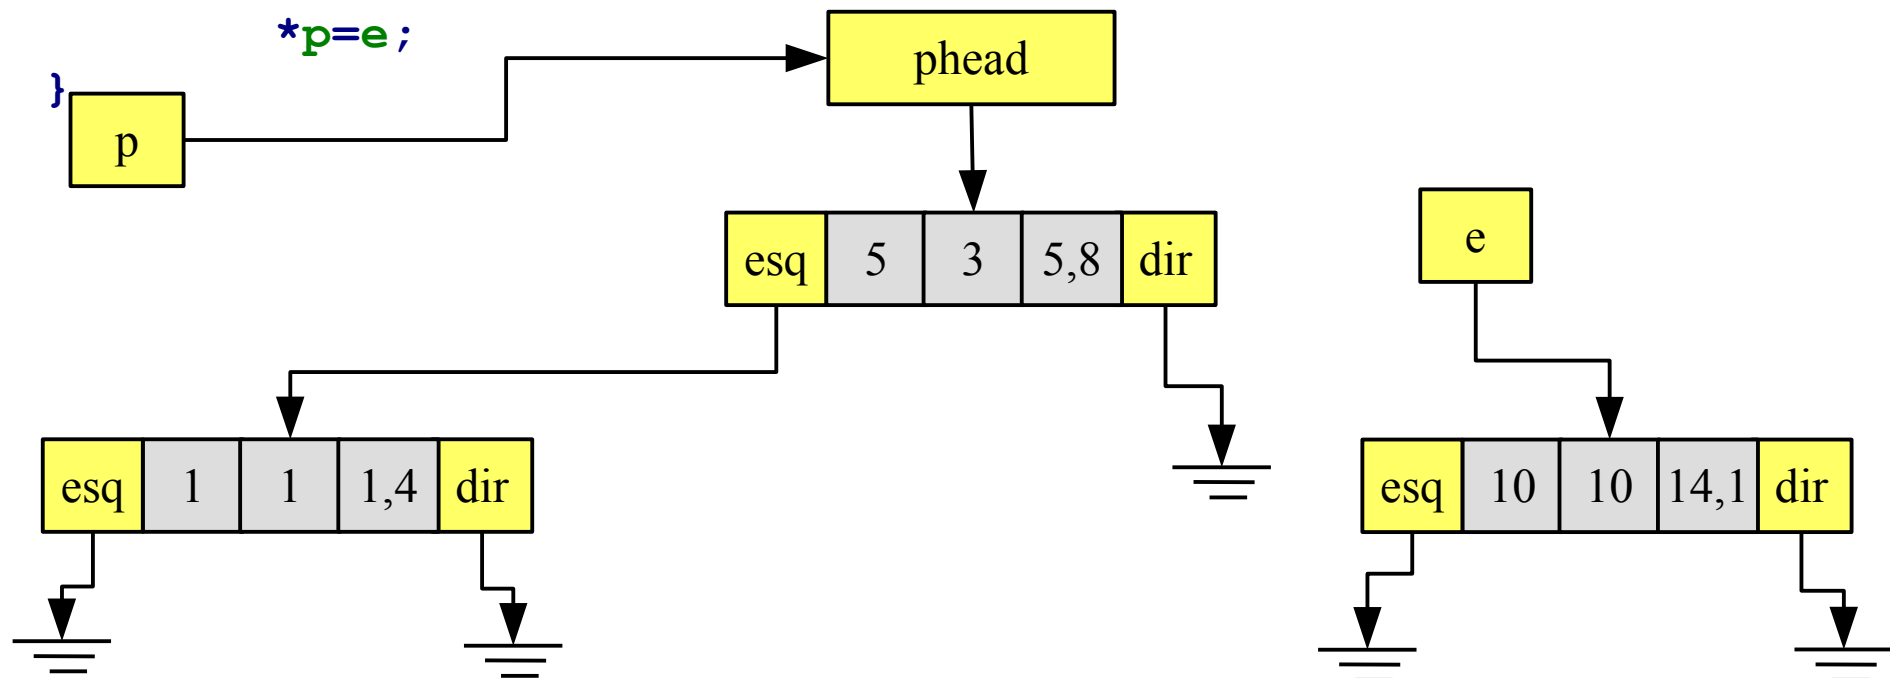 *p=e;
phead
}
p
esq 5 3 5,8 dir
e
esq 1 1 1,4 dir
esq 10 10 14,1 dir